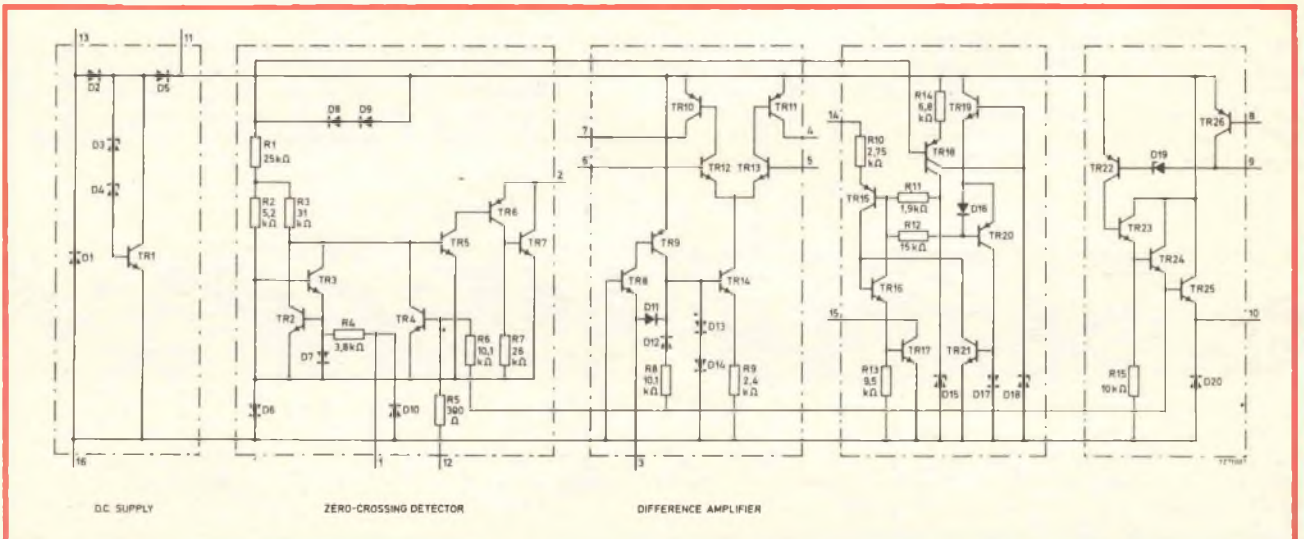 13
11
D2
D5
D3
D4
D1
TR1
16
D.C. SUPPLY
D8
D9
R1
25kΩ
R2
5,2
kΩ
R3
31
kΩ
2
TR6
TR5
TR7
TR3
TR2
R4
3,8kΩ
TR4
D7
R6
10,1
kΩ
R7
26
kΩ
D6
D10
R5
390
Ω
1
12
ZERO-CROSSING DETECTOR
TR10
TR11
7
4
6
5
TR12
TR13
TR9
TR8
TR14
D11
D12
D13
D14
R8
10,1
kΩ
R9
2,4
kΩ
3
DIFFERENCE AMPLIFIER
14
R14
6,8
kΩ
TR19
R10
2,75
kΩ
TR18
TR15
R11
1,9kΩ
D16
R12
15kΩ
TR20
TR16
15
TR17
TR21
R13
9,5
kΩ
D15
D17
D18
TR26
8
TR22
D19
9
TR23
TR24
TR25
10
R15
10kΩ
D20